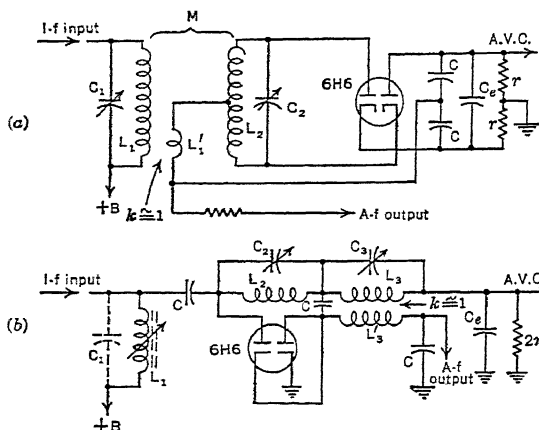 I-f input
M
A.V.C.
(a)
C₁
L₁
L₁′
L₂
C₂
6H6
C
C
Cₑ
r
r
+B
k≅1
A-f output
(b)
I-f input
C₁
L₁
+B
C
C₂
L₂
C
6H6
C₃
L₃
k≅1
L₃′
C
A-f
output
A.V.C.
Cₑ
2r